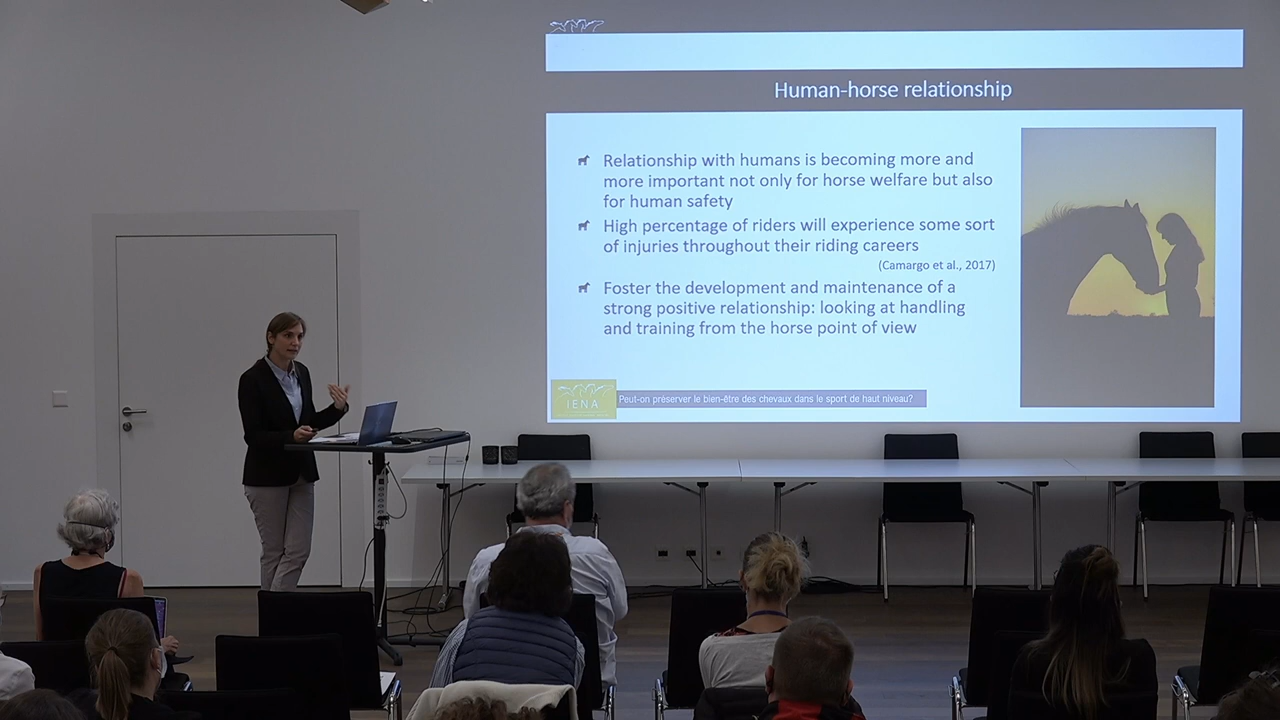 Human-horse relationship
Relationship with humans is becoming more and
more important not only for horse welfare but also
for human safety
High percentage of riders will experience some sort
of injuries throughout their riding careers
(Camargo et al., 2017)
Foster the development and maintenance of a
strong positive relationship: looking at handling
and training from the horse point of view
IENA
Peut-on préserver le bien-être des chevaux dans le sport de haut niveau?